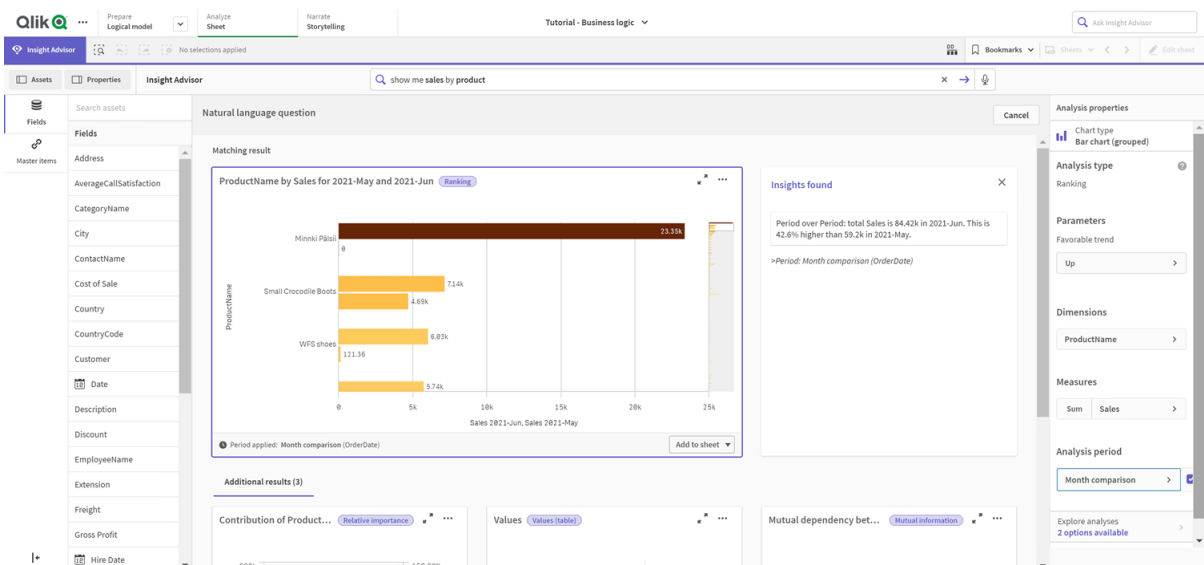 Qlik
Prepare
Logical model
Analyze
Sheet
Narrate
Storytelling
Tutorial - Business logic
Ask Insight Advisor
Insight Advisor
No selections applied
Bookmarks
Sheets
Edit sheet
Assets
Properties
Insight Advisor
show me sales by product
Fields
Master items
Search assets
Fields
Address
AverageCallSatisfaction
CategoryName
City
ContactName
Cost of Sale
Country
CountryCode
Customer
Date
Description
Discount
EmployeeName
Extension
Freight
Gross Profit
Hire Date
Natural language question
Cancel
Matching result
ProductName by Sales for 2021-May and 2021-Jun
Ranking
ProductName
Minnki Pälsii
23.35k
0
Small Crocodile Boots
7.14k
4.69k
WFS shoes
6.03k
121.36
5.74k
0
5k
10k
15k
20k
25k
Sales 2021-Jun, Sales 2021-May
Period applied: Month comparison (OrderDate)
Add to sheet
Insights found
Period over Period: total Sales is 84.42k in 2021-Jun. This is
42.6% higher than 59.2k in 2021-May.
>Period: Month comparison (OrderDate)
Additional results (3)
Contribution of Product...
Relative importance
Values
Values (table)
Mutual dependency bet...
Mutual information
Analysis properties
Chart type
Bar chart (grouped)
Analysis type
Ranking
Parameters
Favorable trend
Up
Dimensions
ProductName
Measures
Sum
Sales
Analysis period
Month comparison
Explore analyses
2 options available